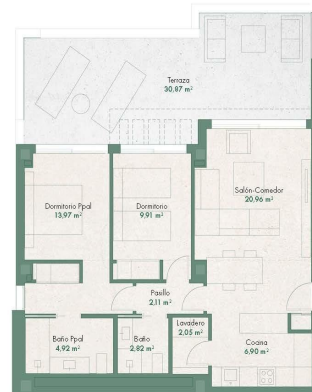 Terraza
30,87 m²
Dormitorio Ppal
13,97 m²
Dormitorio
9,91 m²
Salón-Comedor
20,96 m²
Pasillo
2,11 m²
Lavadero
2,05 m²
Baño Ppal
4,92 m²
Baño
2,82 m²
Cocina
6,90 m²